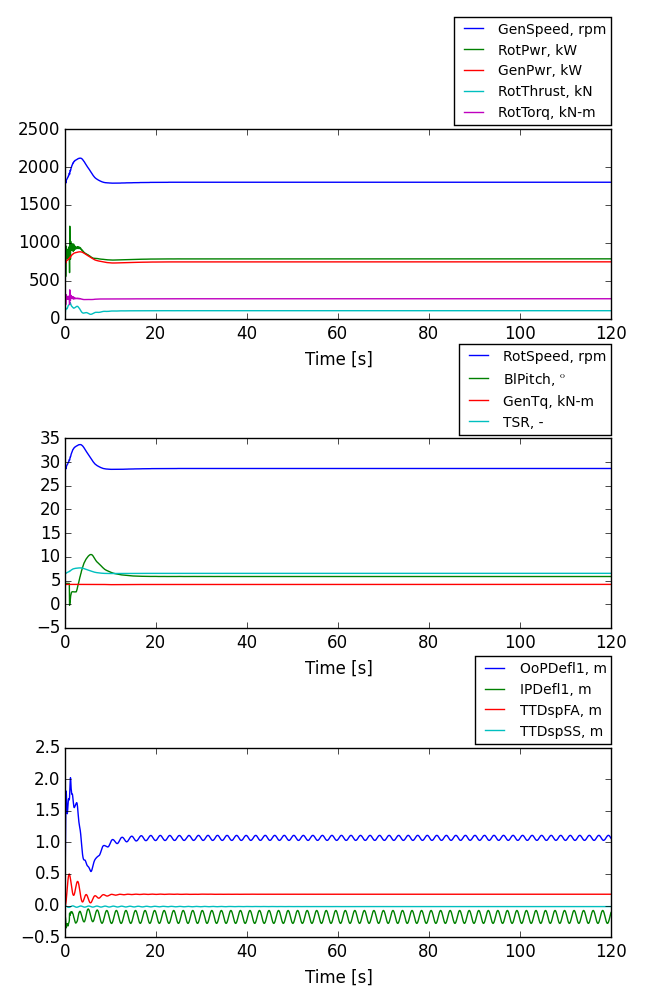 GenSpeed, rpm
RotPwr, kW
GenPwr, kW
RotThrust, kN
RotTorq, kN-m
2500
2000
1500
1000
500
0
0 20 40 60 80 100 120
Time [s]
RotSpeed, rpm
BlPitch, °
GenTq, kN-m
TSR, -
35
30
25
20
15
10
5
0
−5
0 20 40 60 80 100 120
Time [s]
OoPDefl1, m
IPDefl1, m
TTDspFA, m
TTDspSS, m
2.5
2.0
1.5
1.0
0.5
0.0
−0.5
0 20 40 60 80 100 120
Time [s]